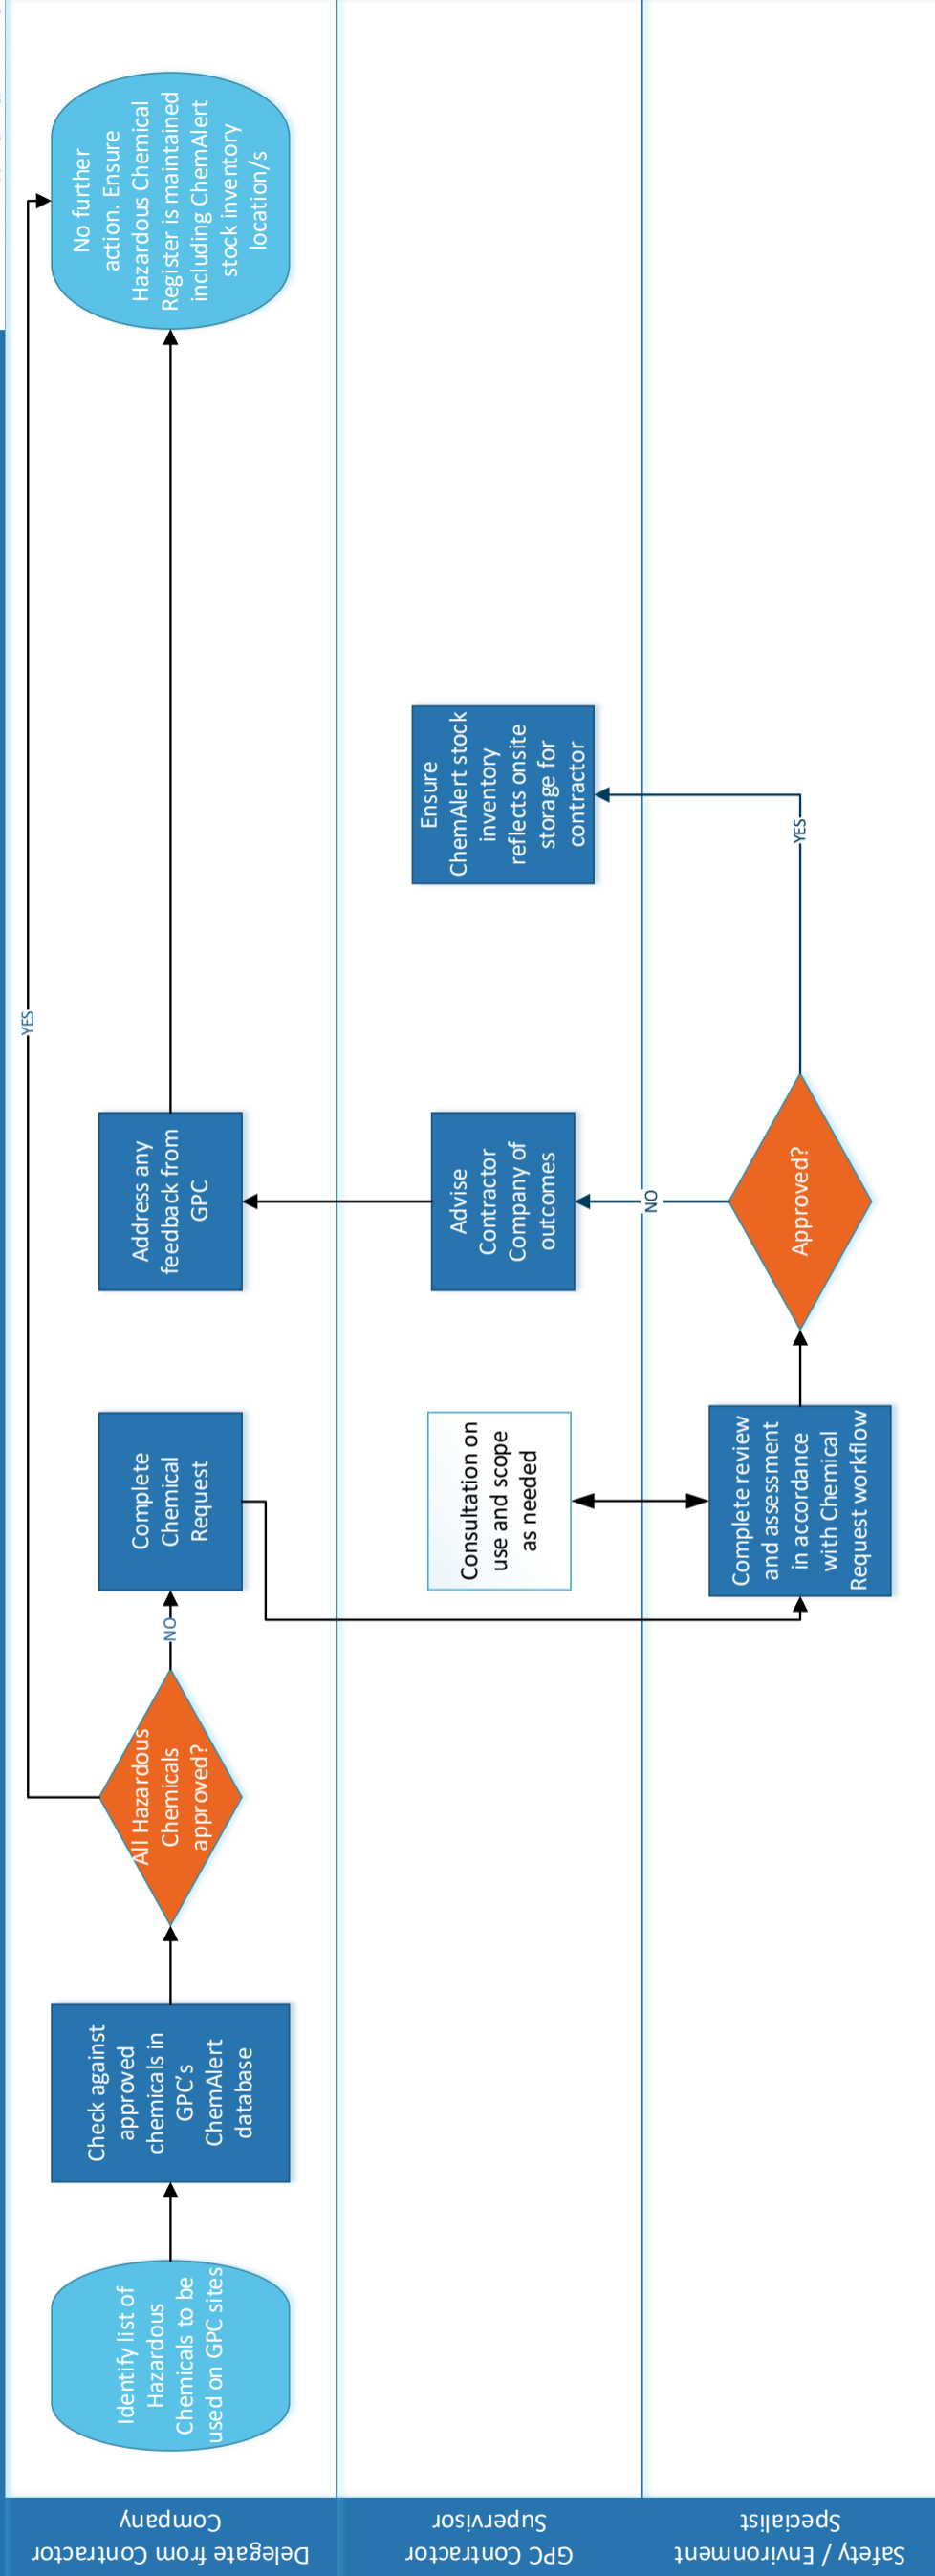 Delegate from Contractor
Company
Identify list of
Hazardous
Chemicals to be
used on GPC sites
Check against
approved
chemicals in
GPC’s
ChemAlert
database
All Hazardous
Chemicals
approved?
YES
NO
Complete
Chemical
Request
Address any
feedback from
GPC
No further
action. Ensure
Hazardous Chemical
Register is maintained
including ChemAlert
stock inventory
location/s
GPC Contractor
Supervisor
Consultation on
use and scope
as needed
Advise
Contractor
Company of
outcomes
Ensure
ChemAlert stock
inventory
reflects onsite
storage for
contractor
Safety / Environment
Specialist
Complete review
and assessment
in accordance
with Chemical
Request workflow
Approved?
NO
YES